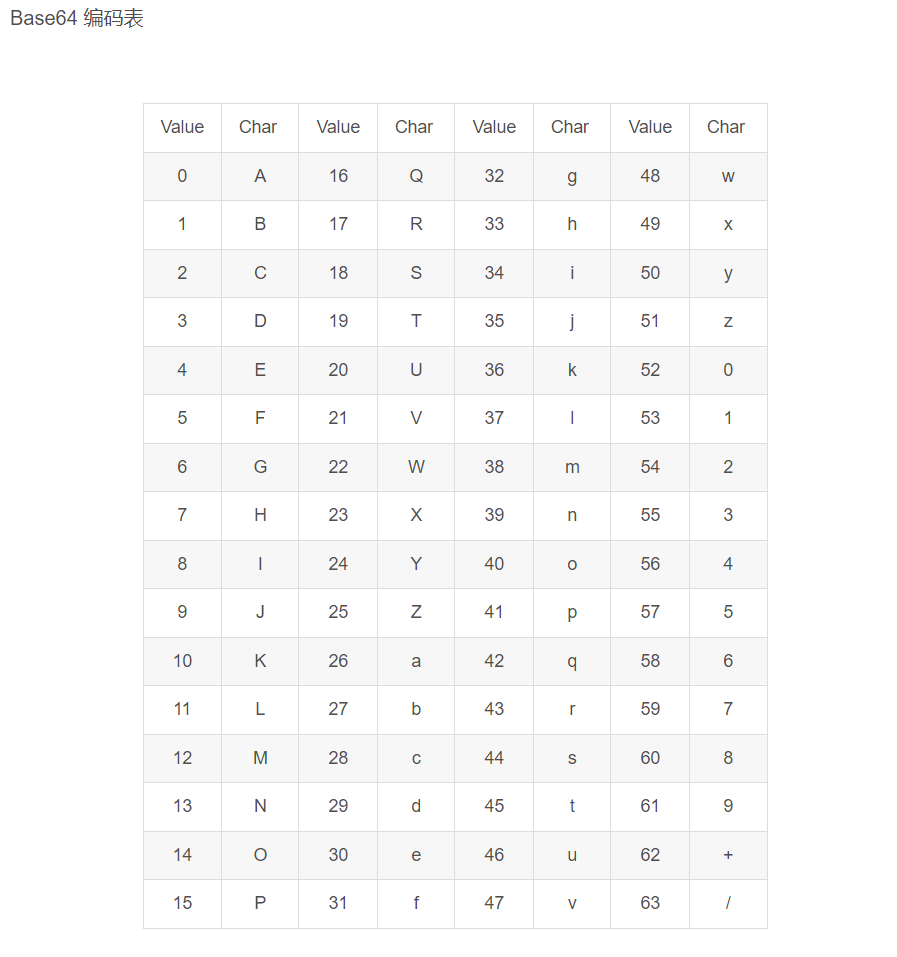 Base64 编码表
Value Char Value Char Value Char Value Char
0 A 16 Q 32 g 48 w
1 B 17 R 33 h 49 x
2 C 18 S 34 i 50 y
3 D 19 T 35 j 51 z
4 E 20 U 36 k 52 0
5 F 21 V 37 l 53 1
6 G 22 W 38 m 54 2
7 H 23 X 39 n 55 3
8 I 24 Y 40 o 56 4
9 J 25 Z 41 p 57 5
10 K 26 a 42 q 58 6
11 L 27 b 43 r 59 7
12 M 28 c 44 s 60 8
13 N 29 d 45 t 61 9
14 O 30 e 46 u 62 +
15 P 31 f 47 v 63 /